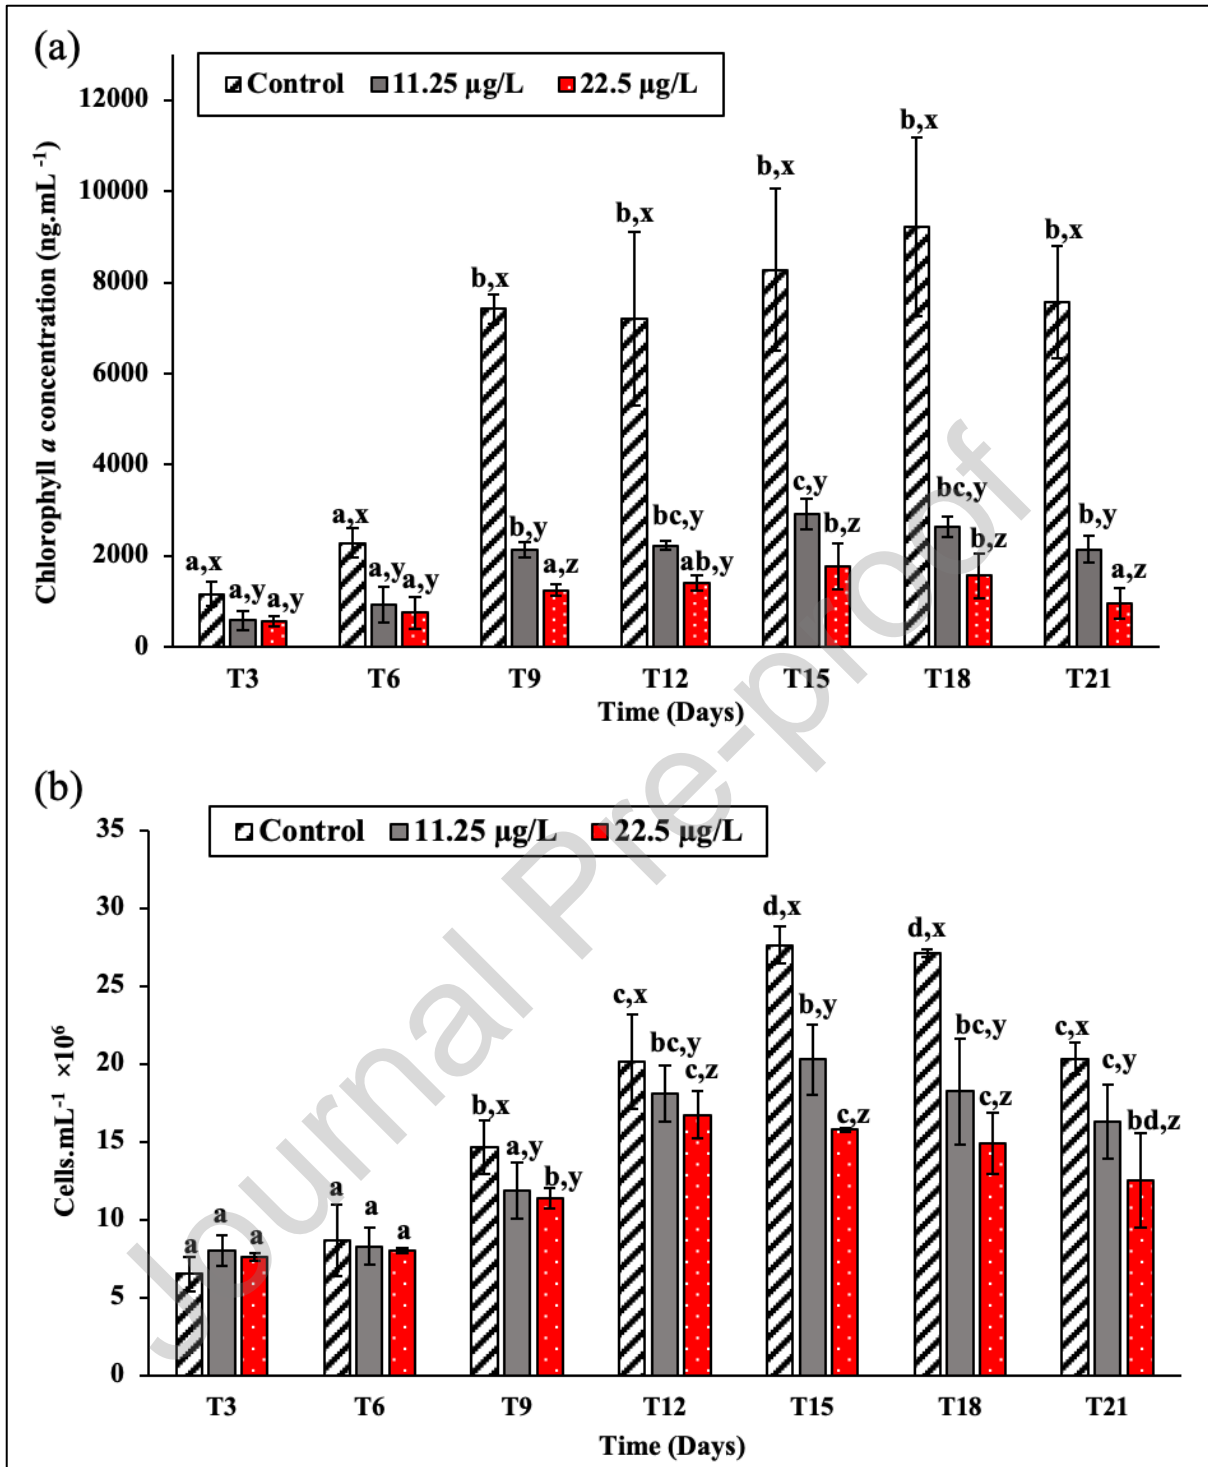 (a)
Control 11.25 µg/L 22.5 µg/L
Chlorophyll a concentration (ng.mL -1)
12000
10000
8000
6000
4000
2000
0
a,x a,y a,y
a,x a,y a,y
b,x b,y a,z
b,x bc,y ab,y
b,x c,y b,z
b,x bc,y b,z
b,x b,y a,z
T3 T6 T9 T12 T15 T18 T21
Time (Days)
(b)
Control 11.25 µg/L 22.5 µg/L
Cells.mL-1 ×10⁶
35
30
25
20
15
10
5
0
a a a
a a a
b,x a,y b,y
c,x bc,y c,z
d,x b,y c,z
d,x bc,y c,z
c,x c,y bd,z
T3 T6 T9 T12 T15 T18 T21
Time (Days)
Journal Pre-proof